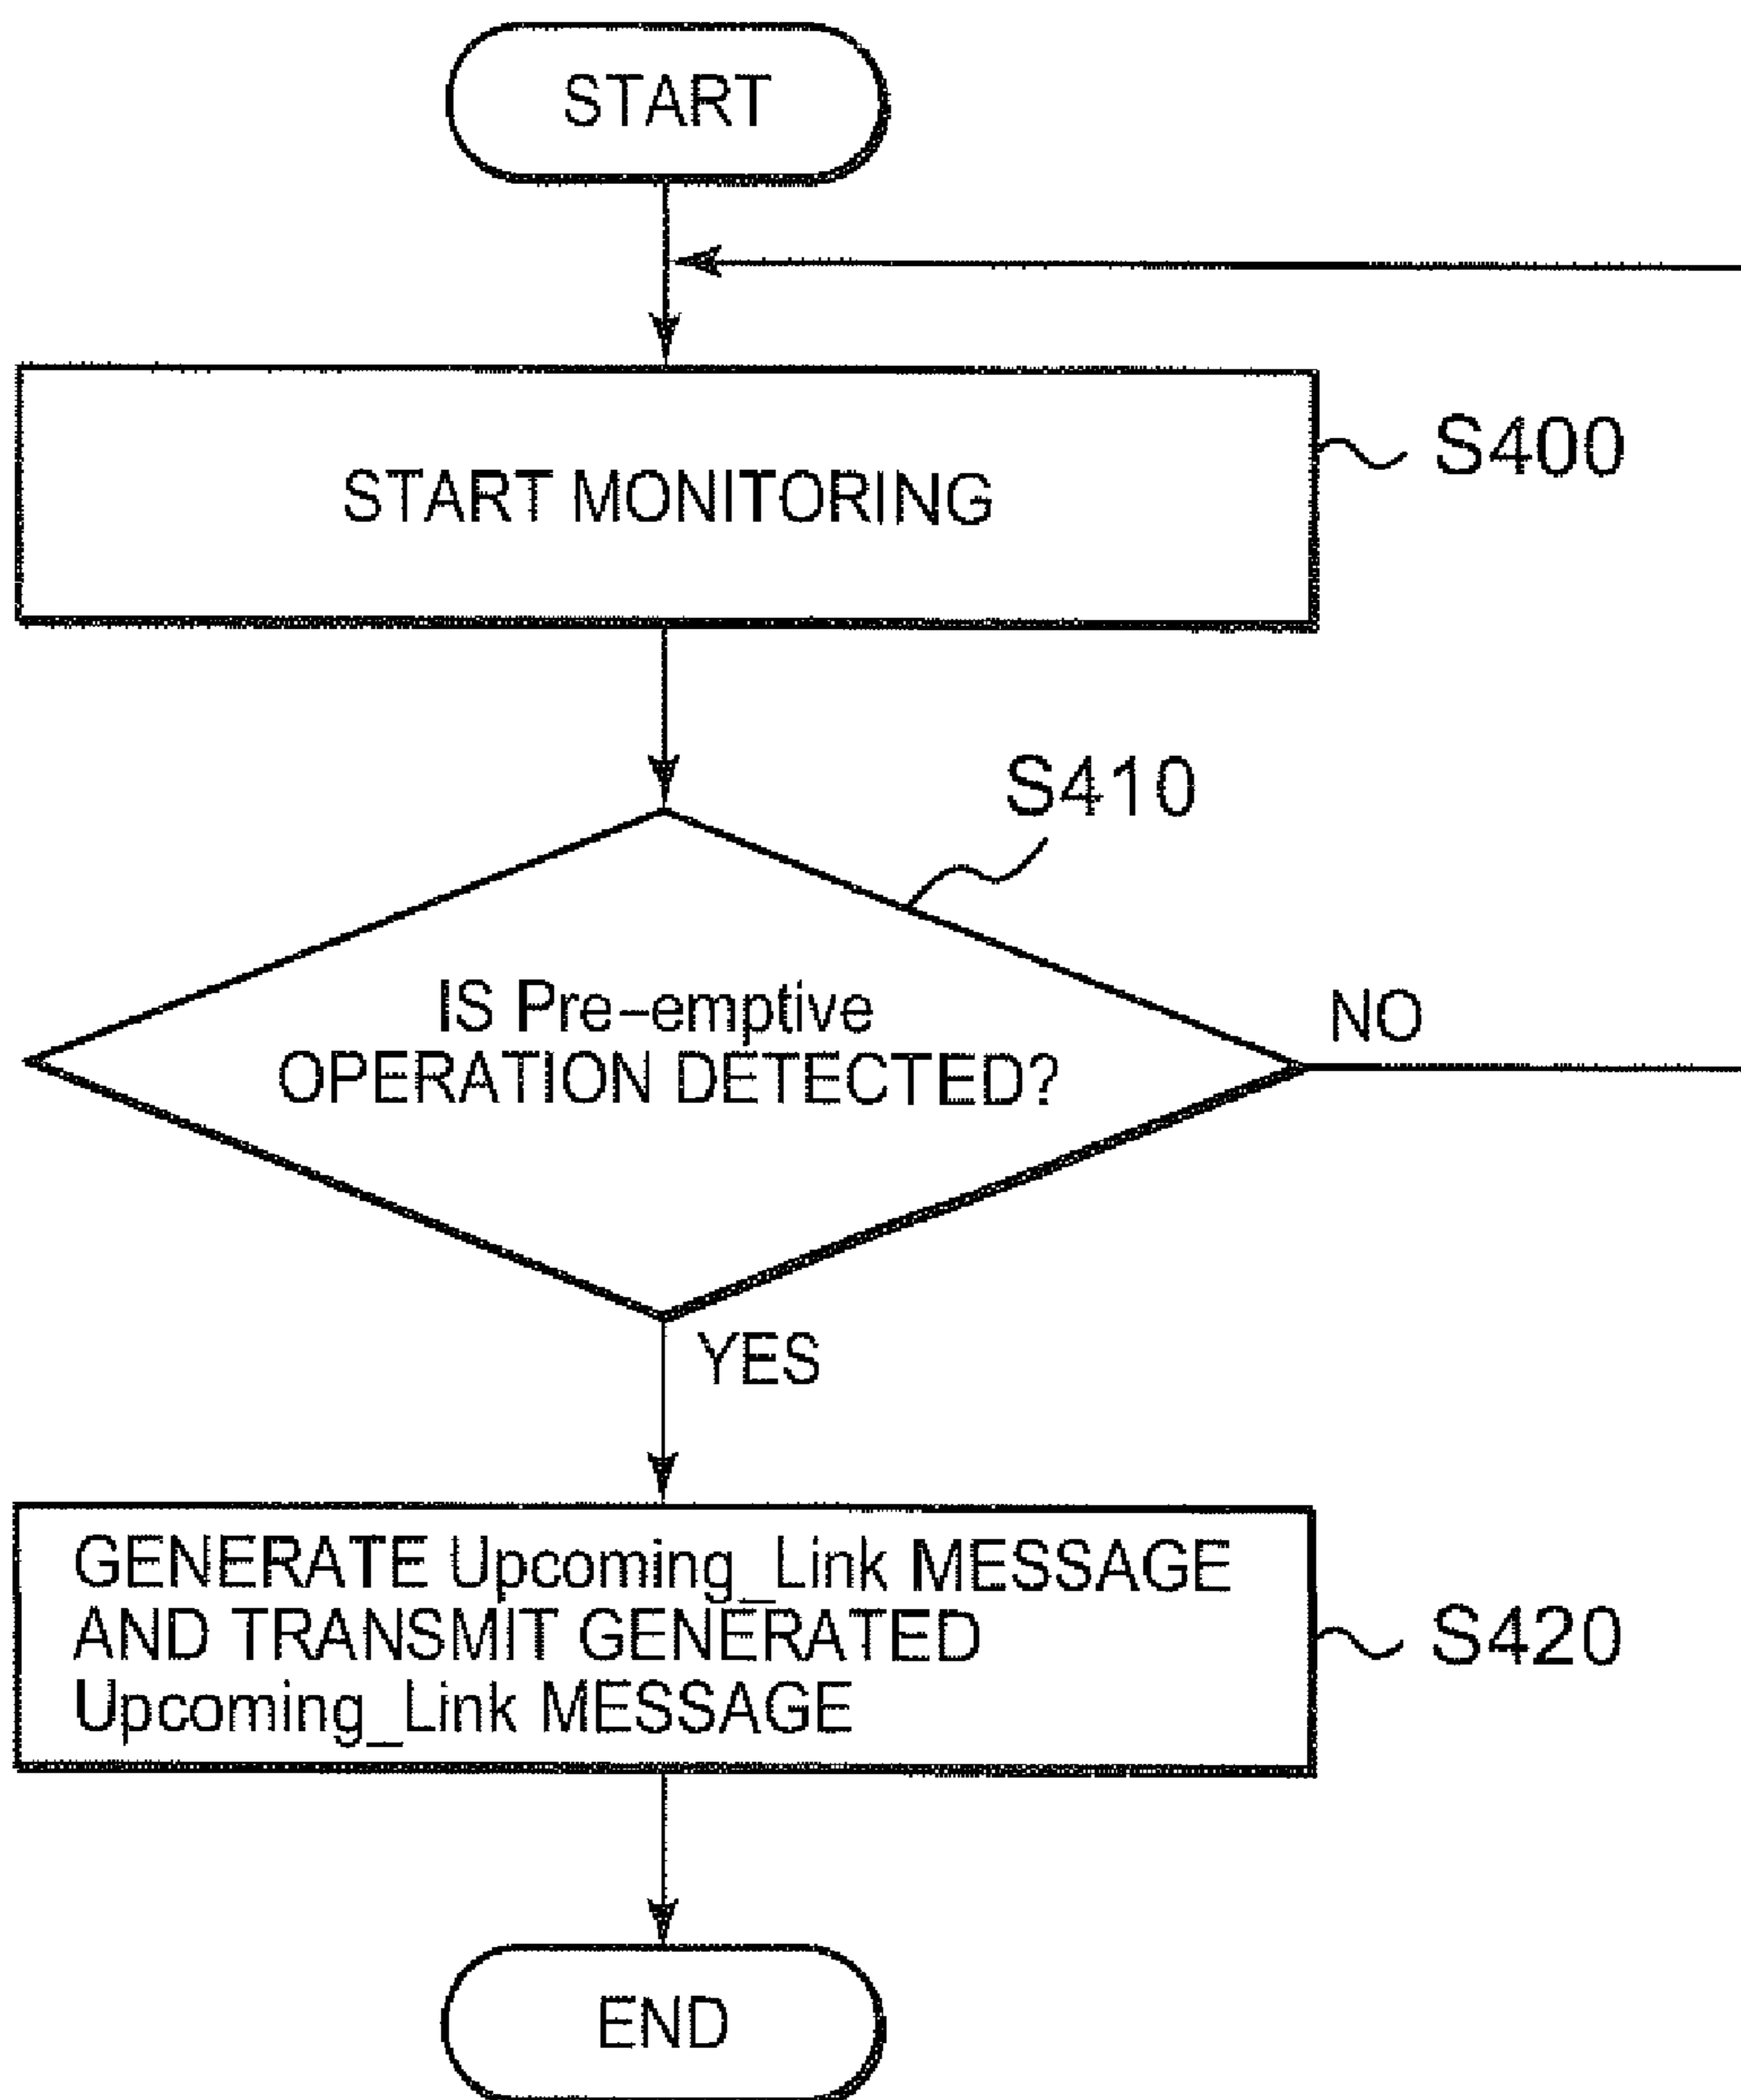 START
START MONITORING
S400
S410
IS Pre-emptive
OPERATION DETECTED?
NO
YES
GENERATE Upcoming_Link MESSAGE
AND TRANSMIT GENERATED
Upcoming_Link MESSAGE
S420
END